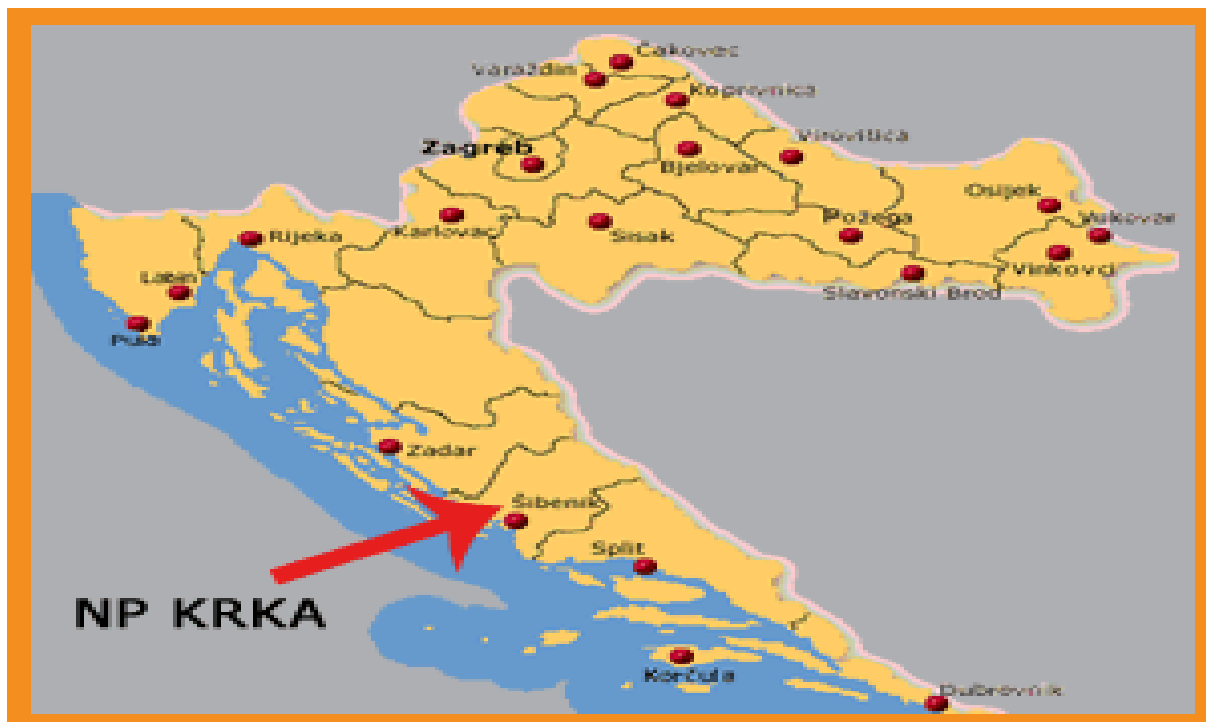 Čakovec
Varaždin
Koprivnica
Zagreb
Virovitica
Bjelovar
Osijek
Vukovar
Požega
Rijeka
Karlovac
Sisak
Vinkovci
Labin
Slavonski Brod
Pula
Zadar
Šibenik
Split
NP KRKA
Korčula
Dubrovnik